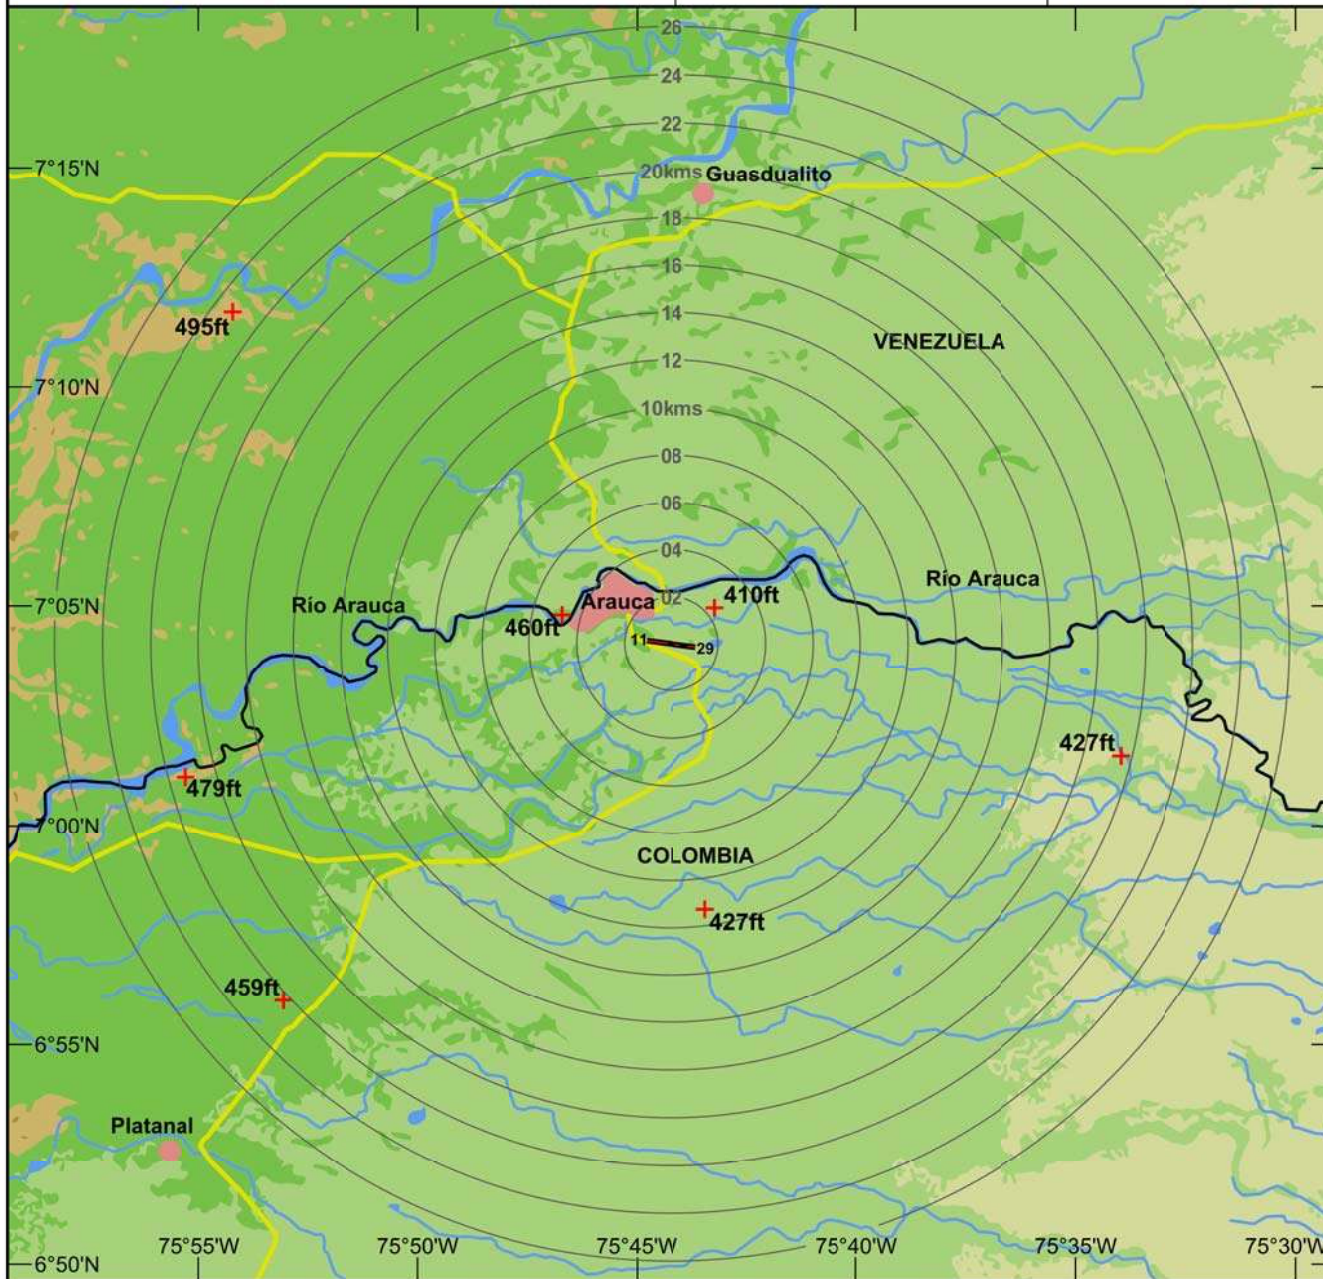 26
24
22
20kms
Guasdualito
7°15'N
18
16
495ft
14
VENEZUELA
12
7°10'N
10kms
08
06
04
Río Arauca
02
410ft
Río Arauca
Arauca
7°05'N
460ft
11
29
427ft
479ft
7°00'N
COLOMBIA
427ft
459ft
6°55'N
Platanal
75°55'W
75°50'W
75°45'W
75°40'W
75°35'W
75°30'W
6°50'N